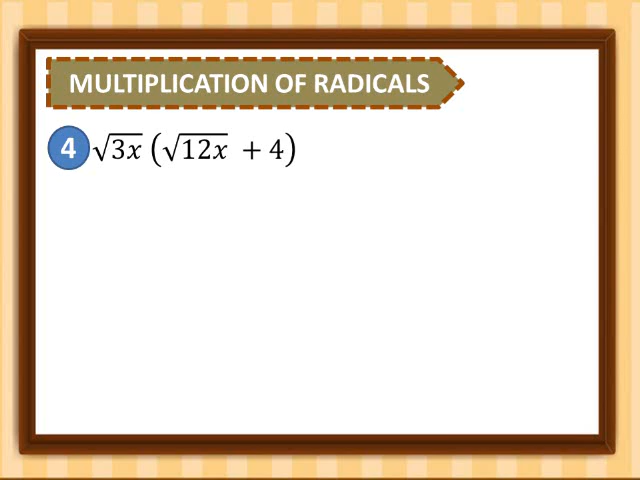 MULTIPLICATION OF RADICALS
4 √3x (√12x + 4)